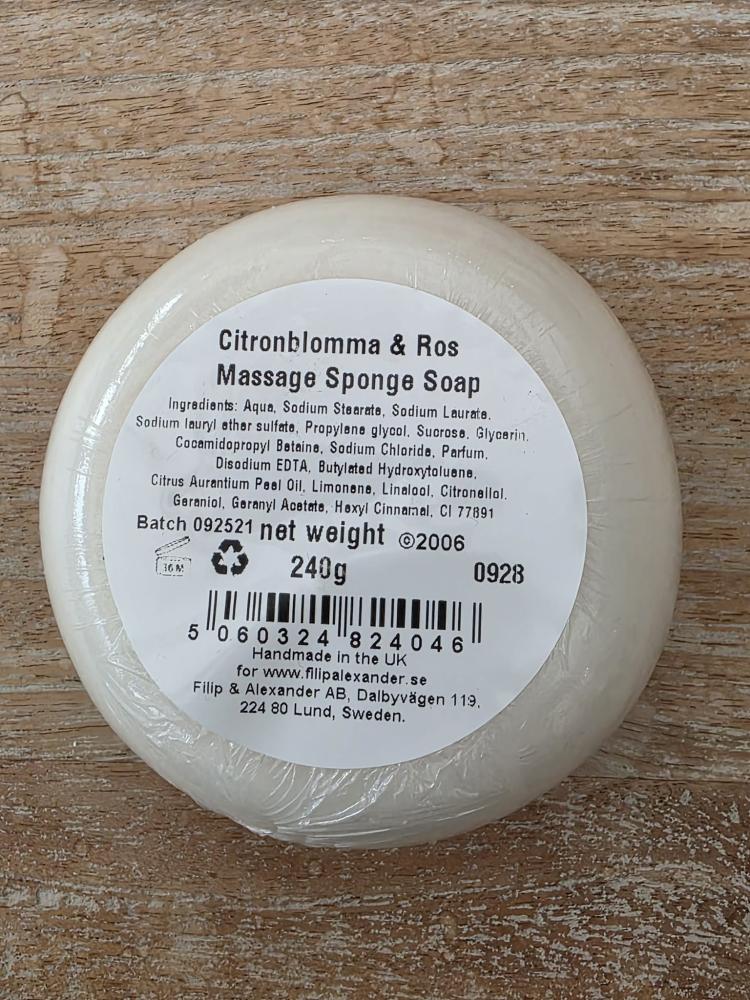 Citronblomma & Ros
Massage Sponge Soap
Ingredients: Aqua, Sodium Stearate, Sodium Laurate,
Sodium lauryl ether sulfate, Propylene glycol, Sucrose, Glycerin,
Cocamidopropyl Betaine, Sodium Chloride, Parfum,
Disodium EDTA, Butylated Hydroxytoluene,
Citrus Aurantium Peel Oil, Limonene, Linalool, Citronellol,
Geraniol, Geranyl Acetate, Hexyl Cinnamal, CI 77891
Batch 092521 net weight ©2006
36 M 240g 0928
5 060324 824046
Handmade in the UK
for www.filipalexander.se
Filip & Alexander AB, Dalbyvägen 119,
224 80 Lund, Sweden.